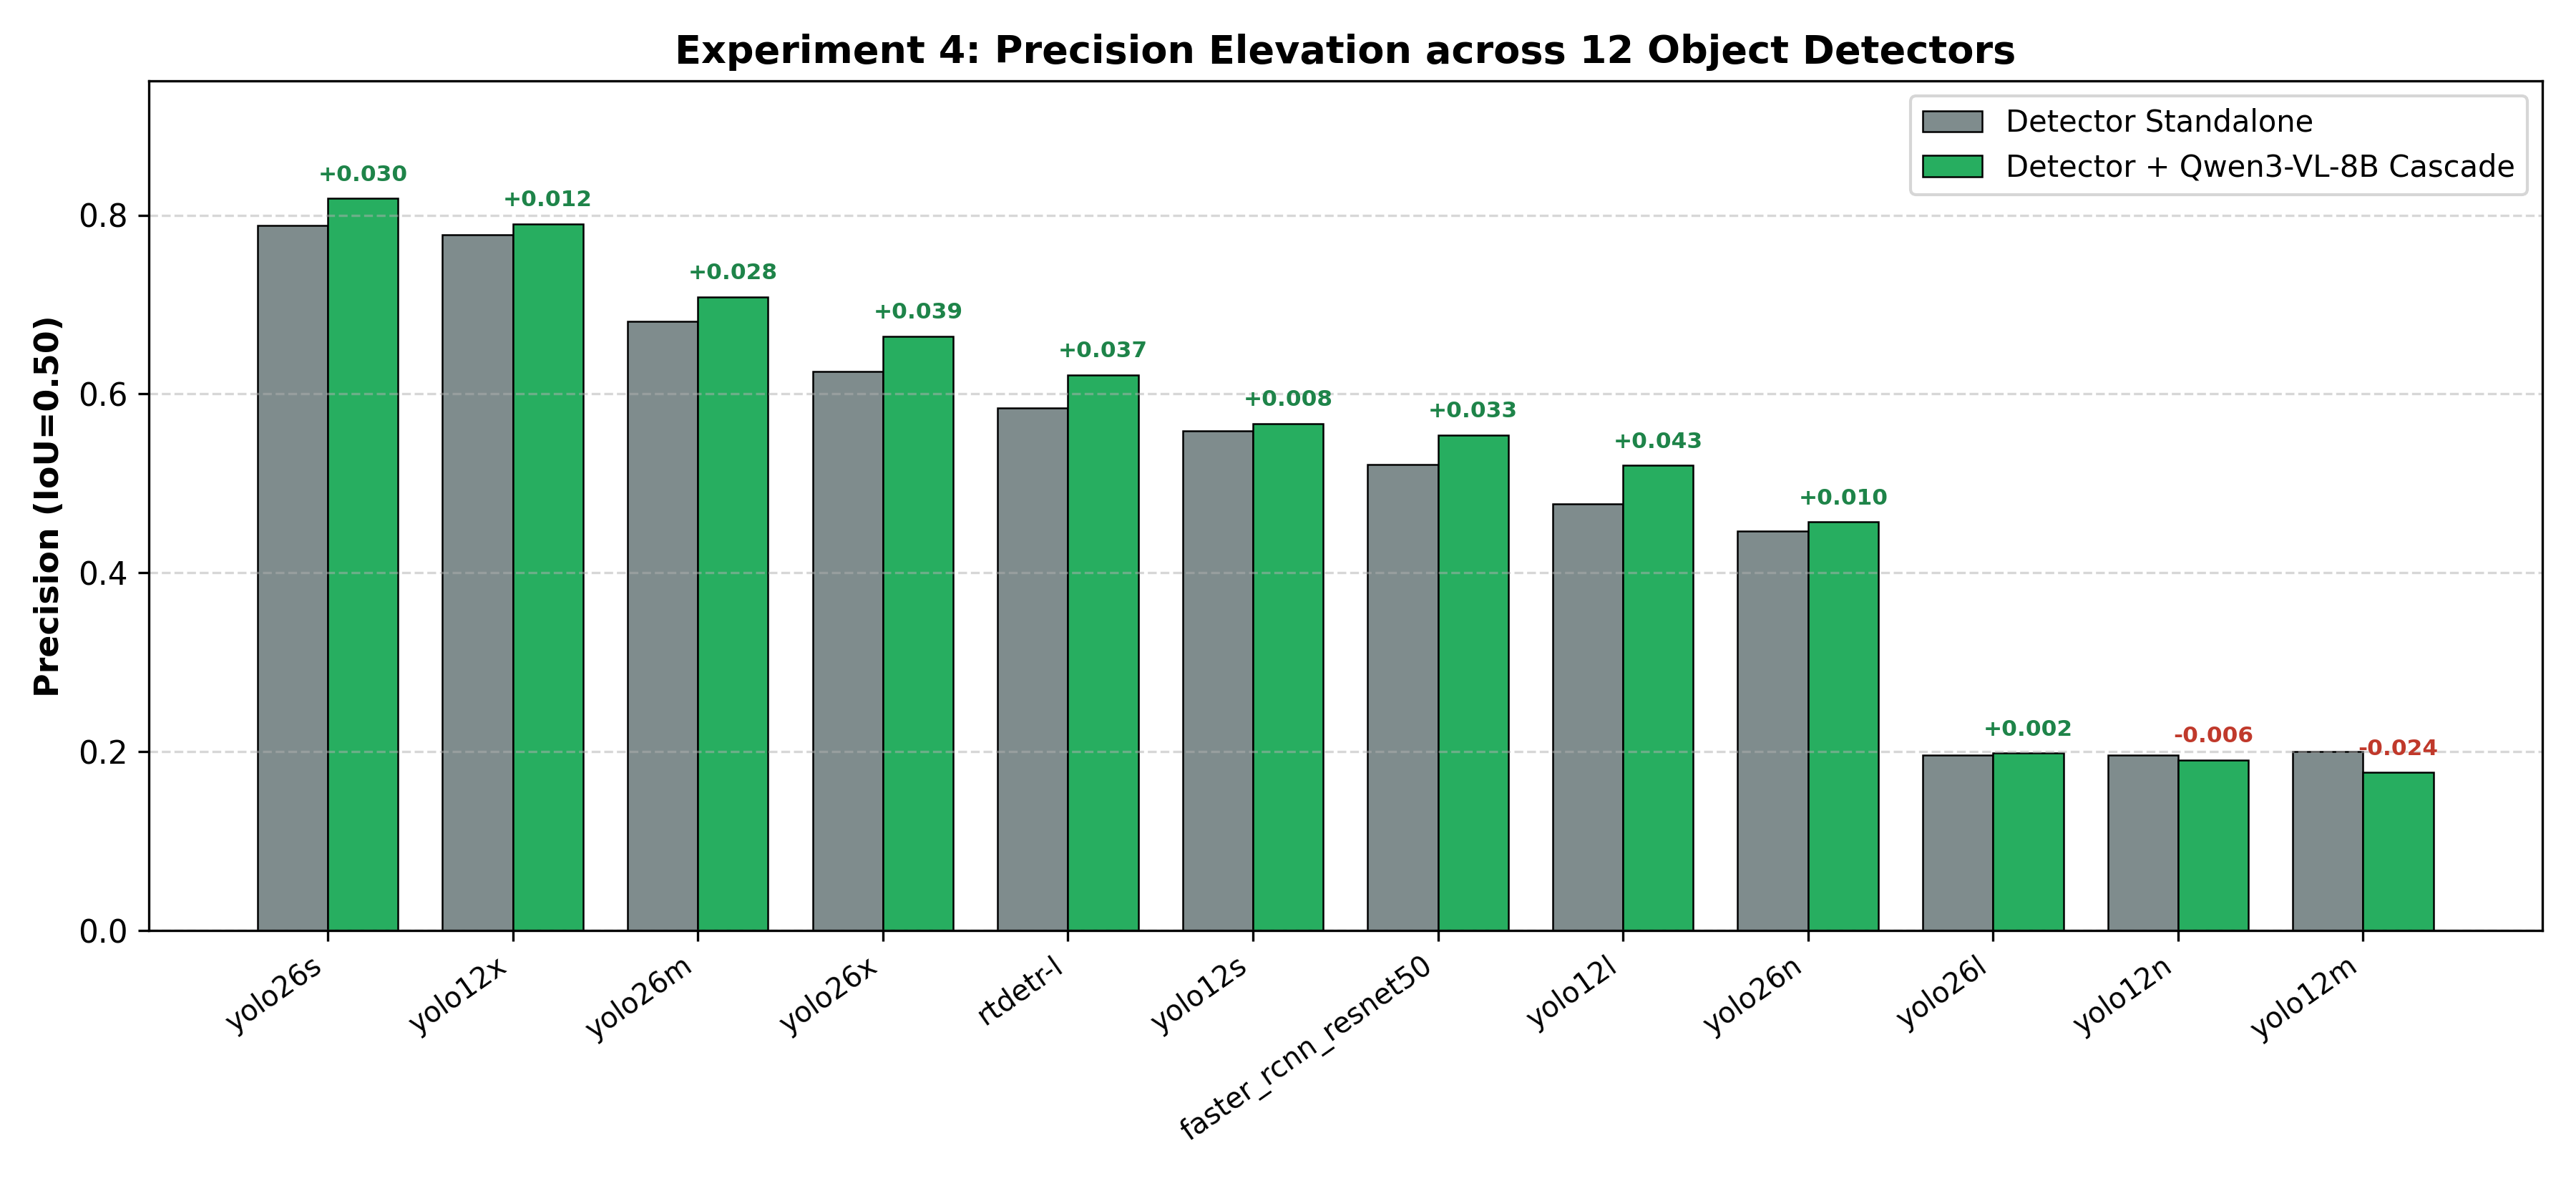 Experiment 4: Precision Elevation across 12 Object Detectors
Detector Standalone
Detector + Qwen3-VL-8B Cascade
Precision (IoU=0.50)
0.8
0.6
0.4
0.2
0.0
+0.030
+0.012
+0.028
+0.039
+0.037
+0.008
+0.033
+0.043
+0.010
+0.002
-0.006
-0.024
yolo26s
yolo12x
yolo26m
yolo26x
rtdetr-l
yolo12s
faster_rcnn_resnet50
yolo12l
yolo26n
yolo26l
yolo12n
yolo12m